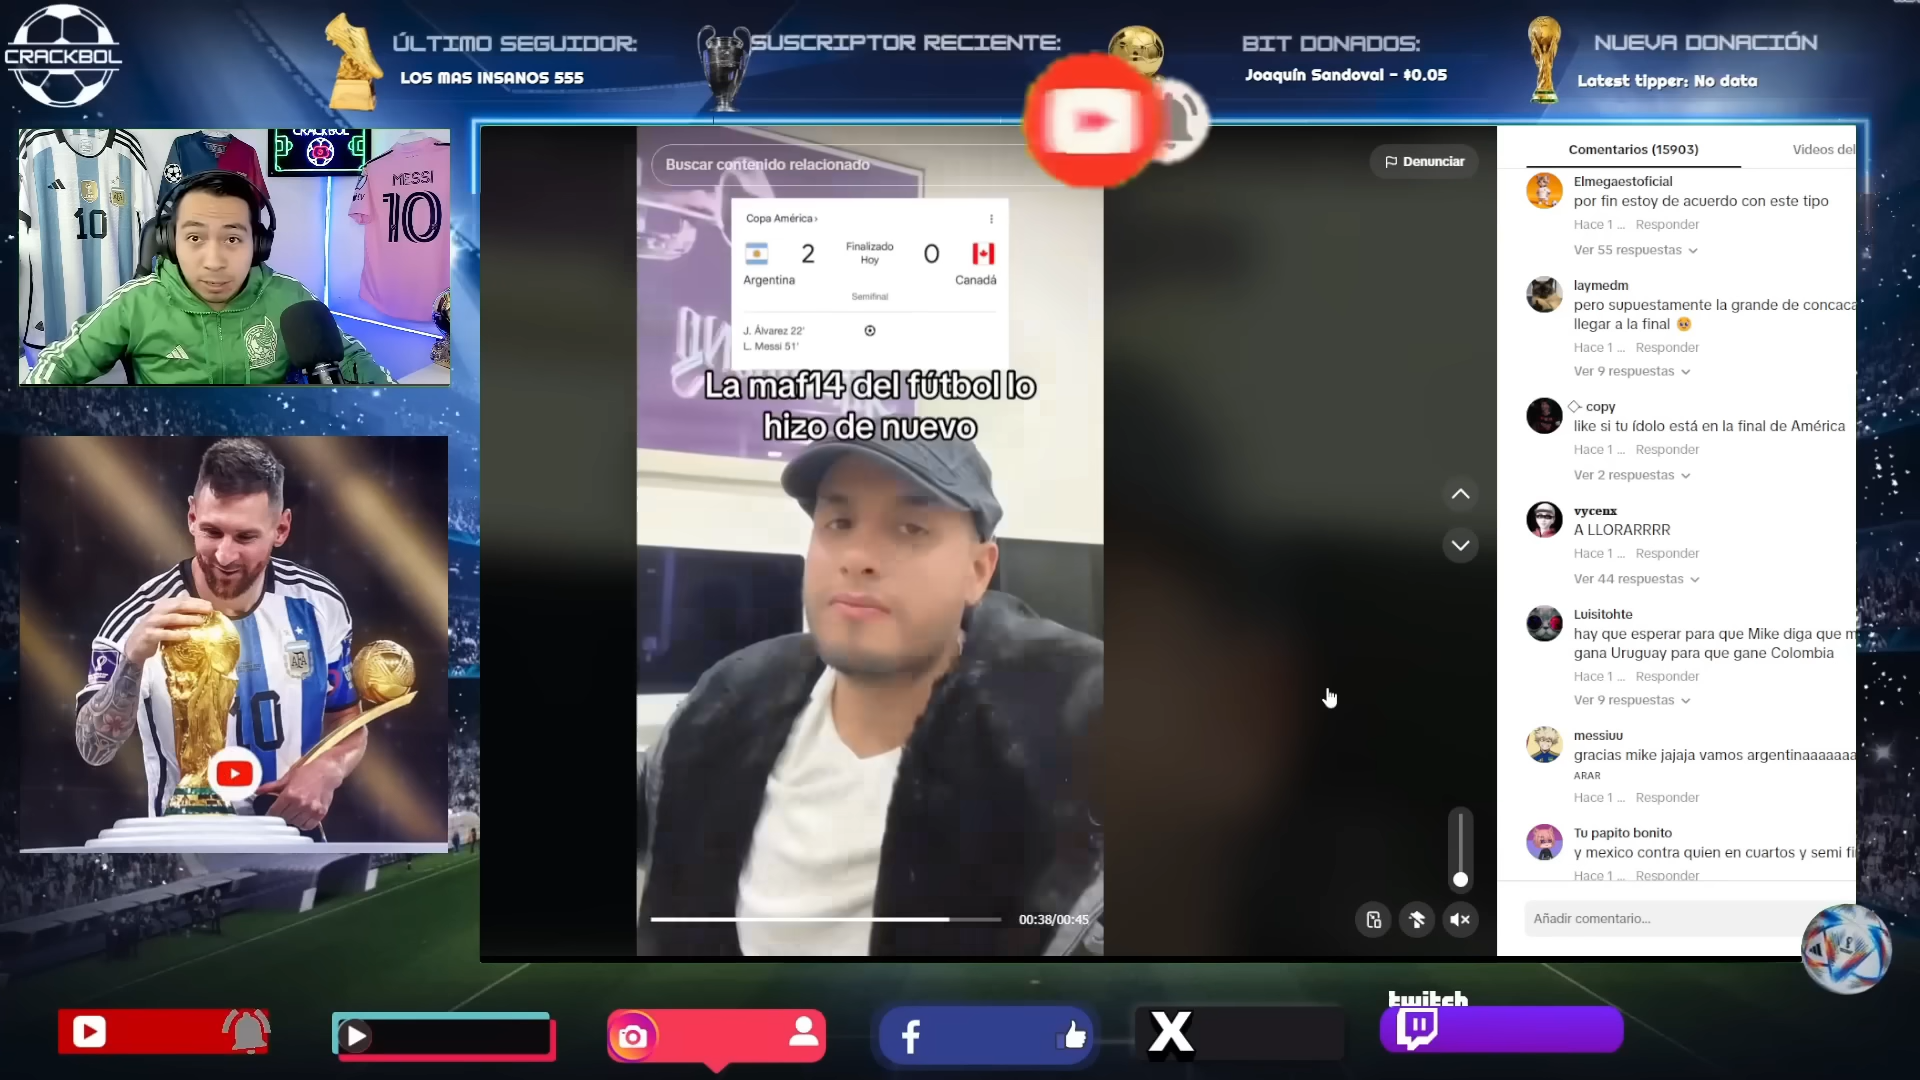 CRACKBOL
ÚLTIMO SEGUIDOR:
LOS MAS INSANOS 555
SUSCRIPTOR RECIENTE:
BIT DONADOS:
Joaquín Sandoval - $0.05
NUEVA DONACIÓN
Latest tipper: No data
CRACKBOL
10
MESSI
10
AFA
10
Buscar contenido relacionado
Denunciar
Copa América ›
2
Finalizado
Hoy
0
Argentina
Canadá
Semifinal
J. Álvarez 22'
L. Messi 51'
La maf14 del fútbol lo
hizo de nuevo
00:38/00:45
Comentarios (15903)
Videos del
Elmegaestoficial
por fin estoy de acuerdo con este tipo
Hace 1 ... Responder
Ver 55 respuestas
laymedm
pero supuestamente la grande de concaca
llegar a la final 🥺
Hace 1 ... Responder
Ver 9 respuestas
copy
like si tu ídolo está en la final de América
Hace 1 ... Responder
Ver 2 respuestas
vycenx
A LLORARRRR
Hace 1 ... Responder
Ver 44 respuestas
Luisitohte
hay que esperar para que Mike diga que m
gana Uruguay para que gane Colombia
Hace 1 ... Responder
Ver 9 respuestas
messiuu
gracias mike jajaja vamos argentinaaaaaaa
ARAR
Hace 1 ... Responder
Tu papito bonito
y mexico contra quien en cuartos y semi fi
Hace 1 ... Responder
Añadir comentario...
twitch